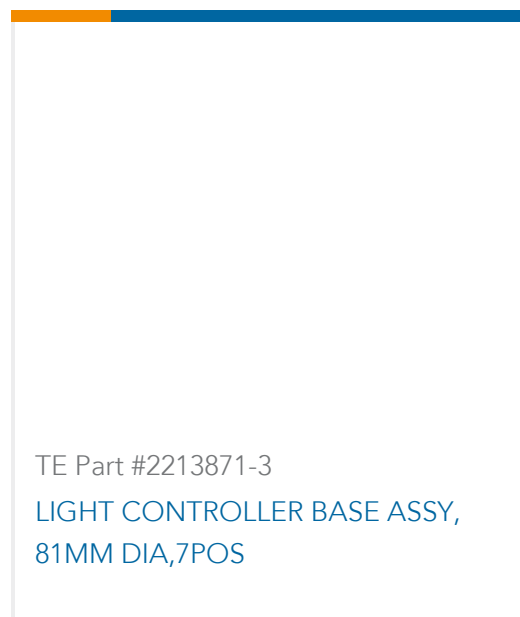 TE Part #2213871-3
LIGHT CONTROLLER BASE ASSY,
81MM DIA,7POS